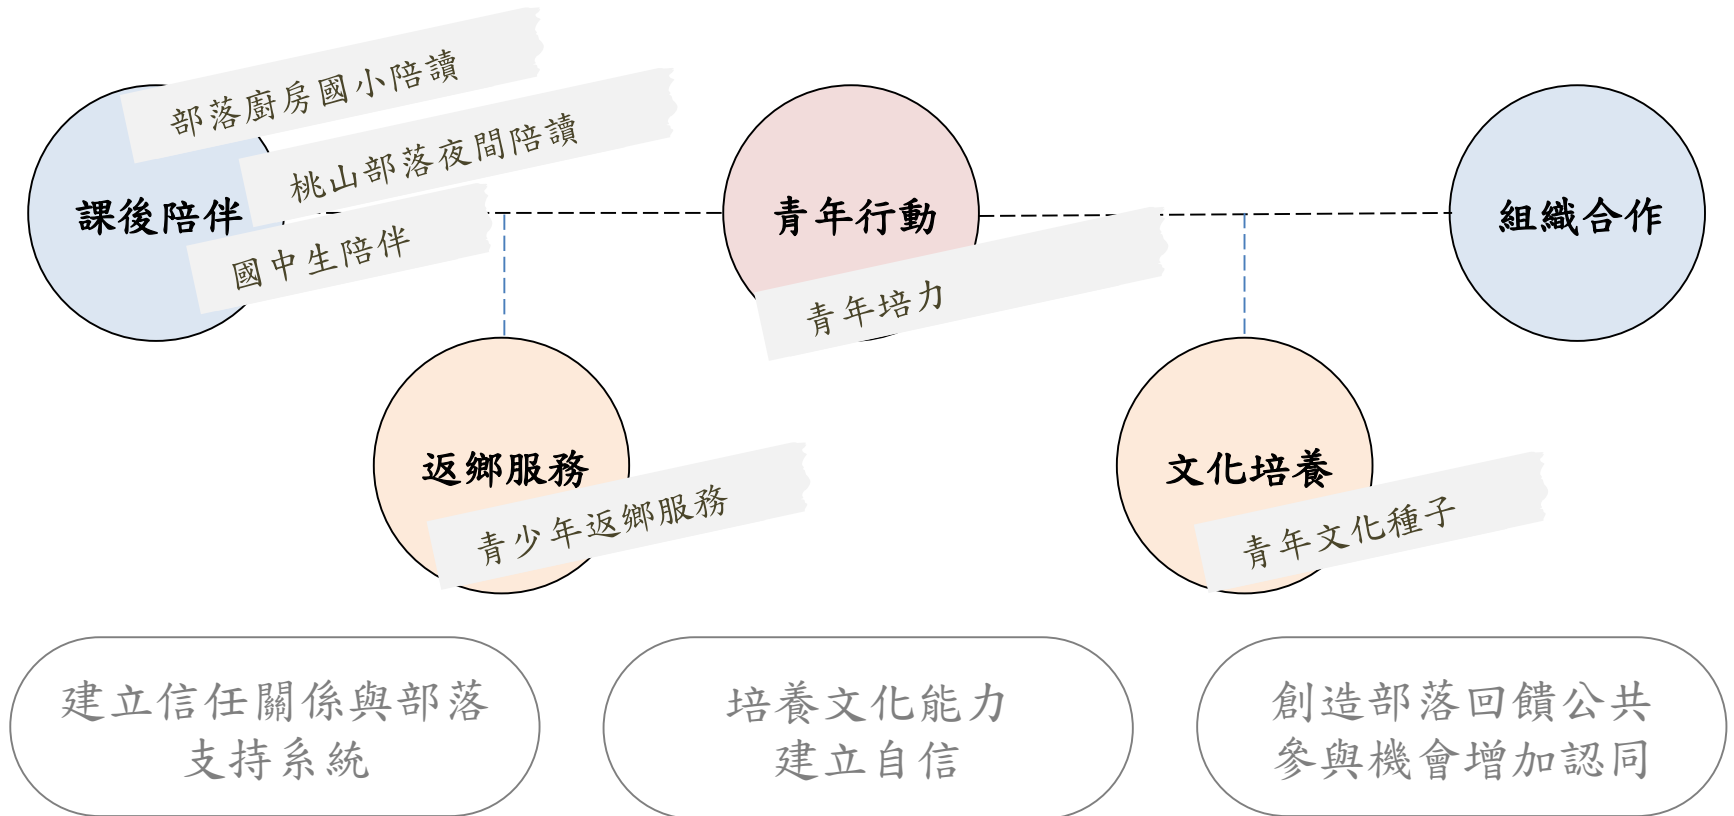 部落廚房國小陪讀
桃山部落夜間陪讀
課後陪伴
國中生陪伴
青年行動
青年培力
組織合作
返鄉服務
青少年返鄉服務
文化培養
青年文化種子
建立信任關係與部落
支持系統
培養文化能力
建立自信
創造部落回饋公共
參與機會增加認同